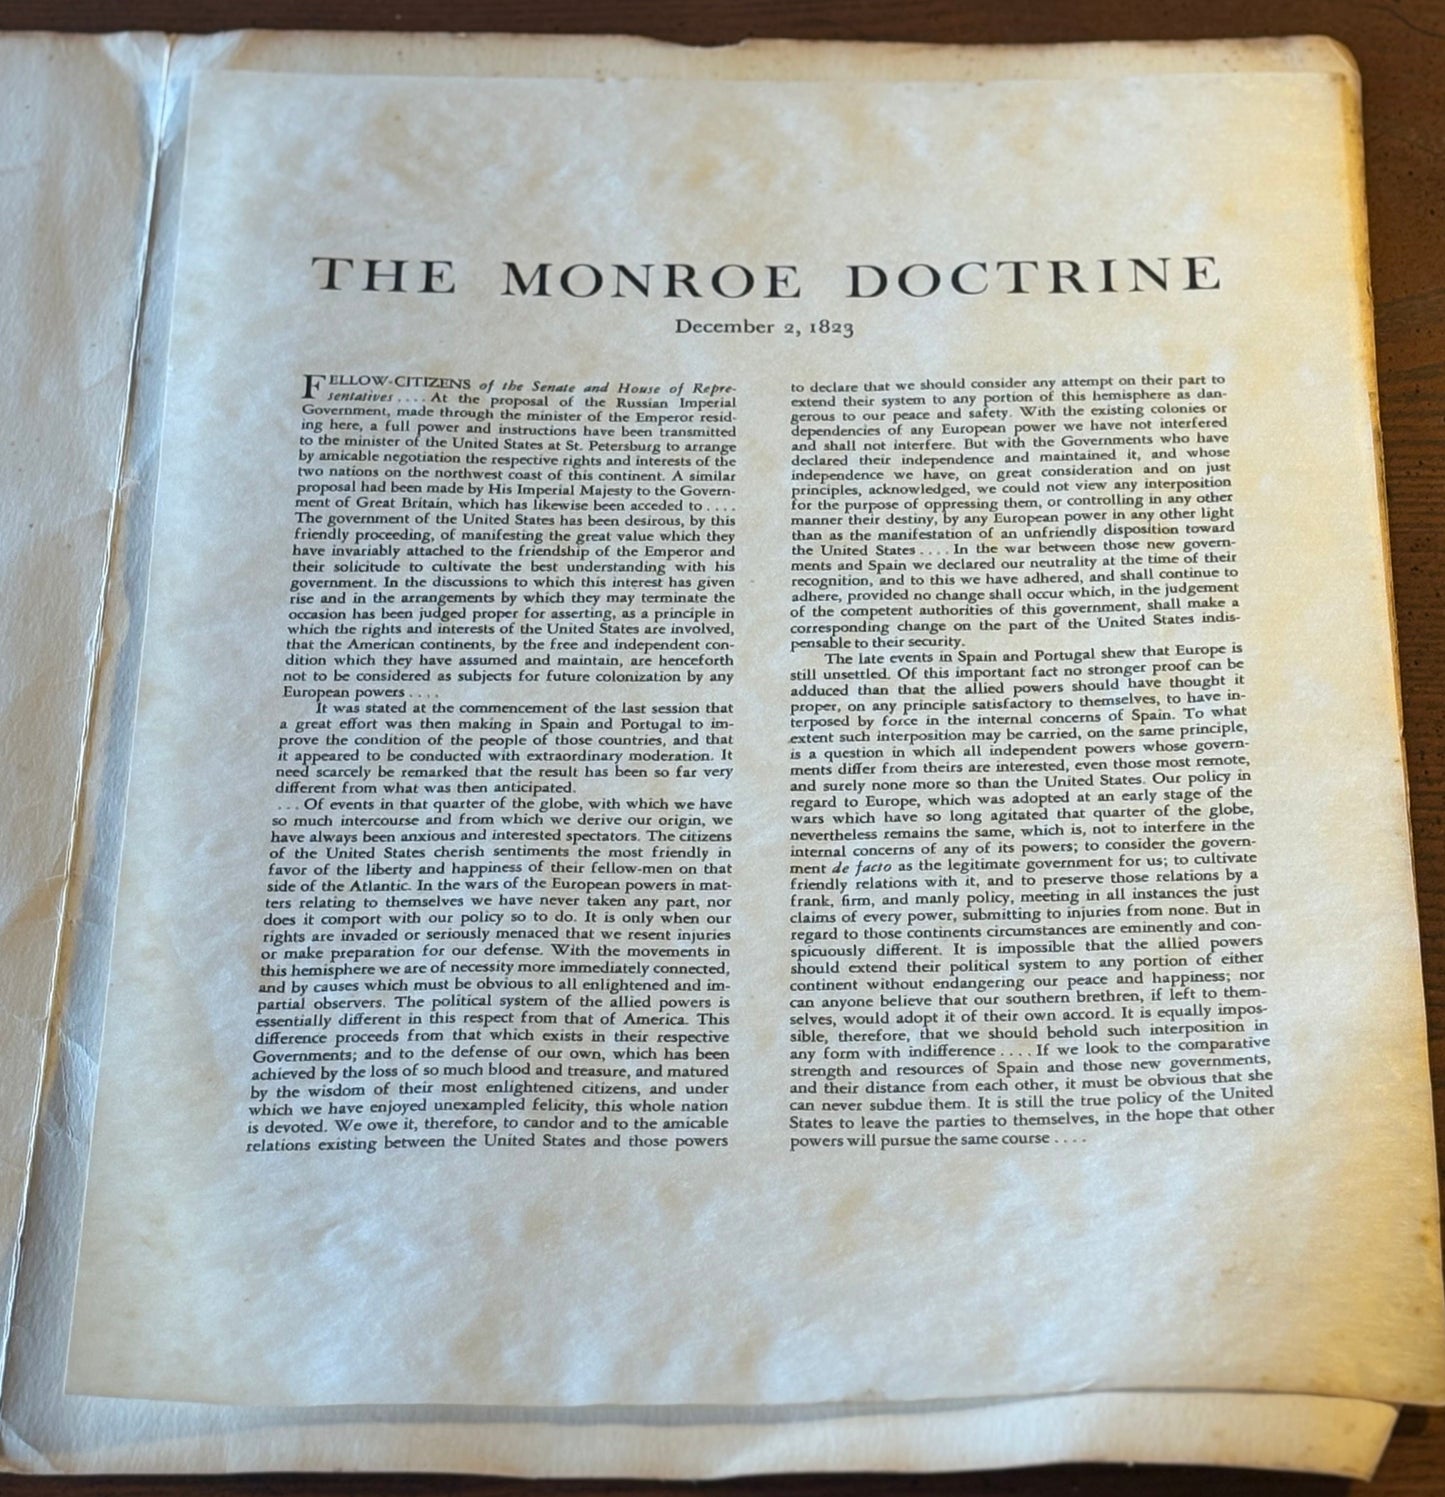 THE MONROE DOCTRINE
December 2, 1823
FELLOW-CITIZENS of the Senate and House of Repre-
sentatives . . . . At the proposal of the Russian Imperial
Government, made through the minister of the Emperor resid-
ing here, a full power and instructions have been transmitted
to the minister of the United States at St. Petersburg to arrange
by amicable negotiation the respective rights and interests of the
two nations on the northwest coast of this continent. A similar
proposal had been made by His Imperial Majesty to the Govern-
ment of Great Britain, which has likewise been acceded to . . . .
The government of the United States has been desirous, by this
friendly proceeding, of manifesting the great value which they
have invariably attached to the friendship of the Emperor and
their solicitude to cultivate the best understanding with his
government. In the discussions to which this interest has given
rise and in the arrangements by which they may terminate the
occasion has been judged proper for asserting, as a principle in
which the rights and interests of the United States are involved,
that the American continents, by the free and independent con-
dition which they have assumed and maintain, are henceforth
not to be considered as subjects for future colonization by any
European powers . . . .
It was stated at the commencement of the last session that
a great effort was then making in Spain and Portugal to im-
prove the condition of the people of those countries, and that
it appeared to be conducted with extraordinary moderation. It
need scarcely be remarked that the result has been so far very
different from what was then anticipated.
. . . Of events in that quarter of the globe, with which we have
so much intercourse and from which we derive our origin, we
have always been anxious and interested spectators. The citizens
of the United States cherish sentiments the most friendly in
favor of the liberty and happiness of their fellow-men on that
side of the Atlantic. In the wars of the European powers in mat-
ters relating to themselves we have never taken any part, nor
does it comport with our policy so to do. It is only when our
rights are invaded or seriously menaced that we resent injuries
or make preparation for our defense. With the movements in
this hemisphere we are of necessity more immediately connected,
and by causes which must be obvious to all enlightened and im-
partial observers. The political system of the allied powers is
essentially different in this respect from that of America. This
difference proceeds from that which exists in their respective
Governments; and to the defense of our own, which has been
achieved by the loss of so much blood and treasure, and matured
by the wisdom of their most enlightened citizens, and under
which we have enjoyed unexampled felicity, this whole nation
is devoted. We owe it, therefore, to candor and to the amicable
relations existing between the United States and those powers
to declare that we should consider any attempt on their part to
extend their system to any portion of this hemisphere as dan-
gerous to our peace and safety. With the existing colonies or
dependencies of any European power we have not interfered
and shall not interfere. But with the Governments who have
declared their independence and maintained it, and whose
independence we have, on great consideration and on just
principles, acknowledged, we could not view any interposition
for the purpose of oppressing them, or controlling in any other
manner their destiny, by any European power in any other light
than as the manifestation of an unfriendly disposition toward
the United States . . . . In the war between those new govern-
ments and Spain we declared our neutrality at the time of their
recognition, and to this we have adhered, and shall continue to
adhere, provided no change shall occur which, in the judgement
of the competent authorities of this government, shall make a
corresponding change on the part of the United States indis-
pensable to their security.
The late events in Spain and Portugal shew that Europe is
still unsettled. Of this important fact no stronger proof can be
adduced than that the allied powers should have thought it
proper, on any principle satisfactory to themselves, to have in-
terposed by force in the internal concerns of Spain. To what
extent such interposition may be carried, on the same principle,
is a question in which all independent powers whose govern-
ments differ from theirs are interested, even those most remote,
and surely none more so than the United States. Our policy in
regard to Europe, which was adopted at an early stage of the
wars which have so long agitated that quarter of the globe,
nevertheless remains the same, which is, not to interfere in the
internal concerns of any of its powers; to consider the govern-
ment de facto as the legitimate government for us; to cultivate
friendly relations with it, and to preserve those relations by a
frank, firm, and manly policy, meeting in all instances the just
claims of every power, submitting to injuries from none. But in
regard to those continents circumstances are eminently and con-
spicuously different. It is impossible that the allied powers
should extend their political system to any portion of either
continent without endangering our peace and happiness; nor
can anyone believe that our southern brethren, if left to them-
selves, would adopt it of their own accord. It is equally impos-
sible, therefore, that we should behold such interposition in
any form with indifference . . . . If we look to the comparative
strength and resources of Spain and those new governments,
and their distance from each other, it must be obvious that she
can never subdue them. It is still the true policy of the United
States to leave the parties to themselves, in the hope that other
powers will pursue the same course . . . .